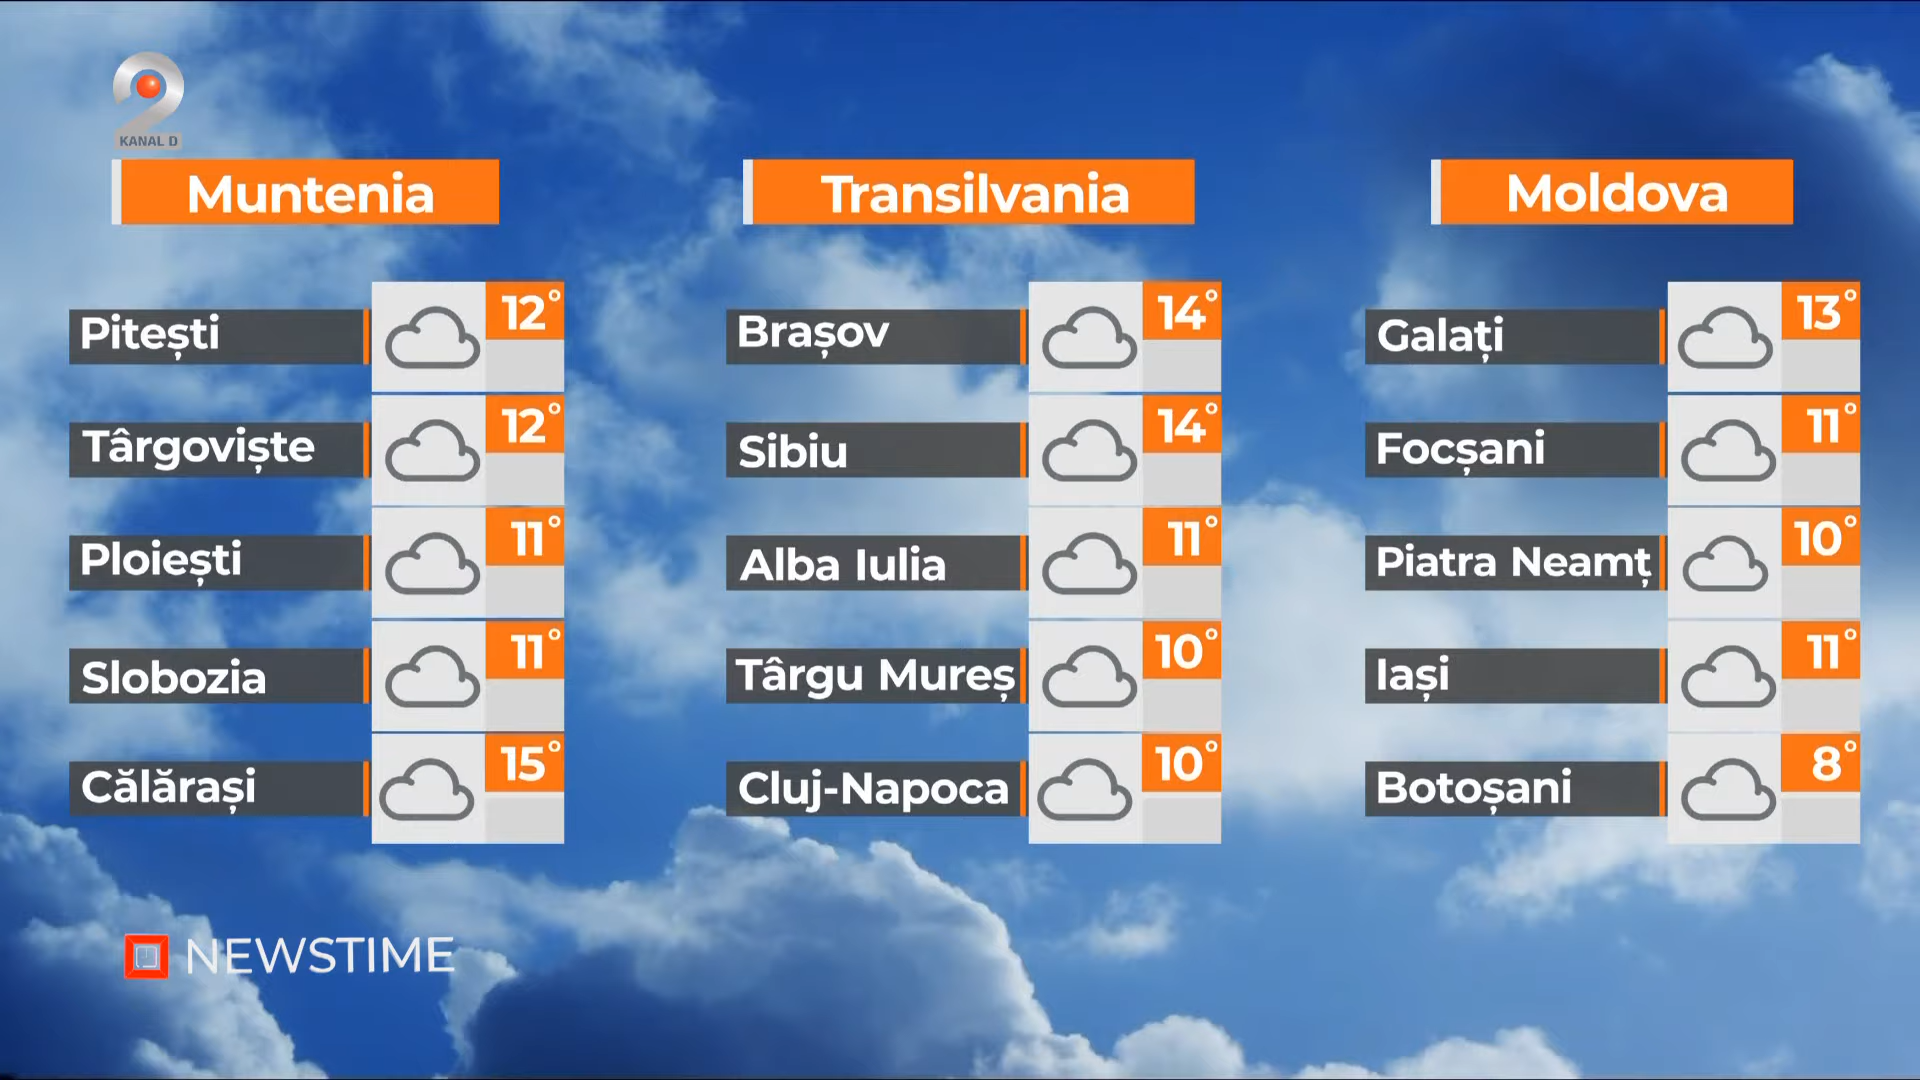 2
KANAL D
Muntenia
Pitești 12°
Târgoviște 12°
Ploiești 11°
Slobozia 11°
Călărași 15°
Transilvania
Brașov 14°
Sibiu 14°
Alba Iulia 11°
Târgu Mureș 10°
Cluj-Napoca 10°
Moldova
Galați 13°
Focșani 11°
Piatra Neamț 10°
Iași 11°
Botoșani 8°
NEWSTIME